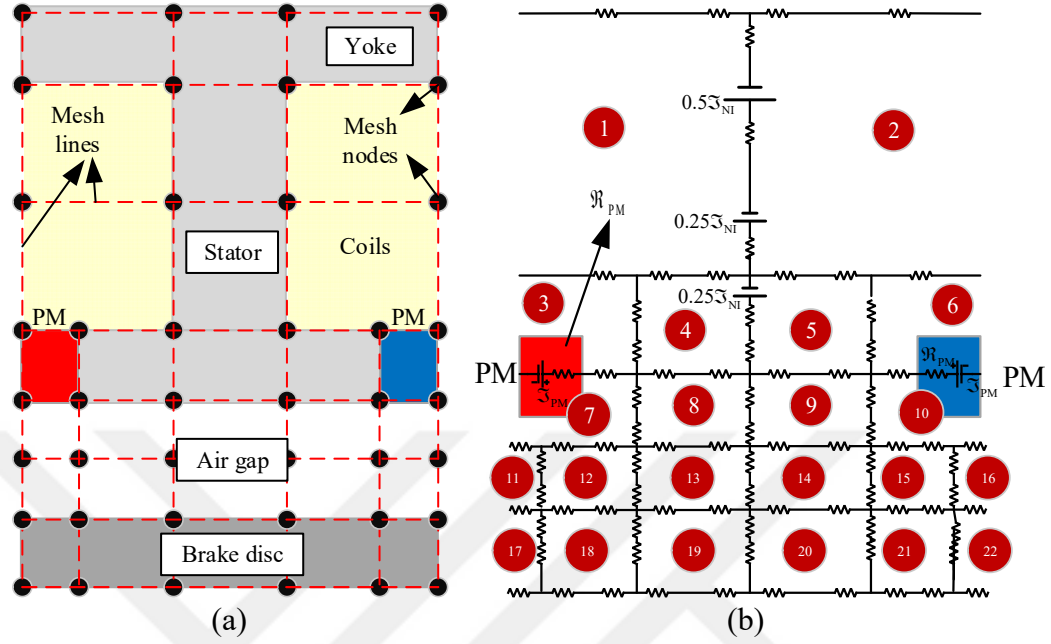 Yoke
Mesh
lines
Mesh
nodes
Stator
Coils
PM
PM
Air gap
Brake disc
(a)
0.5ℑNI
1
2
ℜPM
0.25ℑNI
0.25ℑNI
3
4
5
6
PM
ℑPM
ℜPM
ℑPM
PM
7
8
9
10
11
12
13
14
15
16
17
18
19
20
21
22
(b)